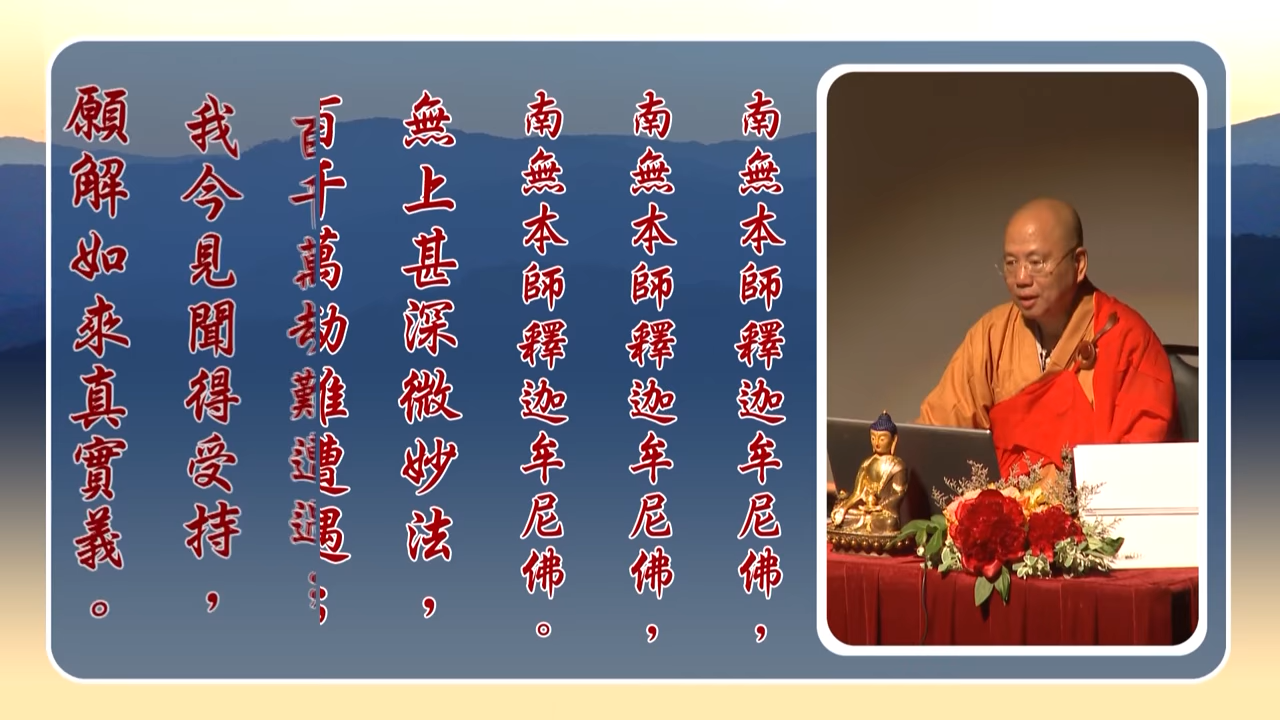 南無本師釋迦牟尼佛，
南無本師釋迦牟尼佛，
南無本師釋迦牟尼佛。
無上甚深微妙法，
百千萬劫難遭遇；
我今見聞得受持，
願解如來真實義。